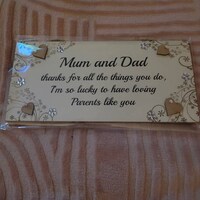 Mum and Dad
thanks for all the things you do,
I'm so lucky to have loving
Parents like you